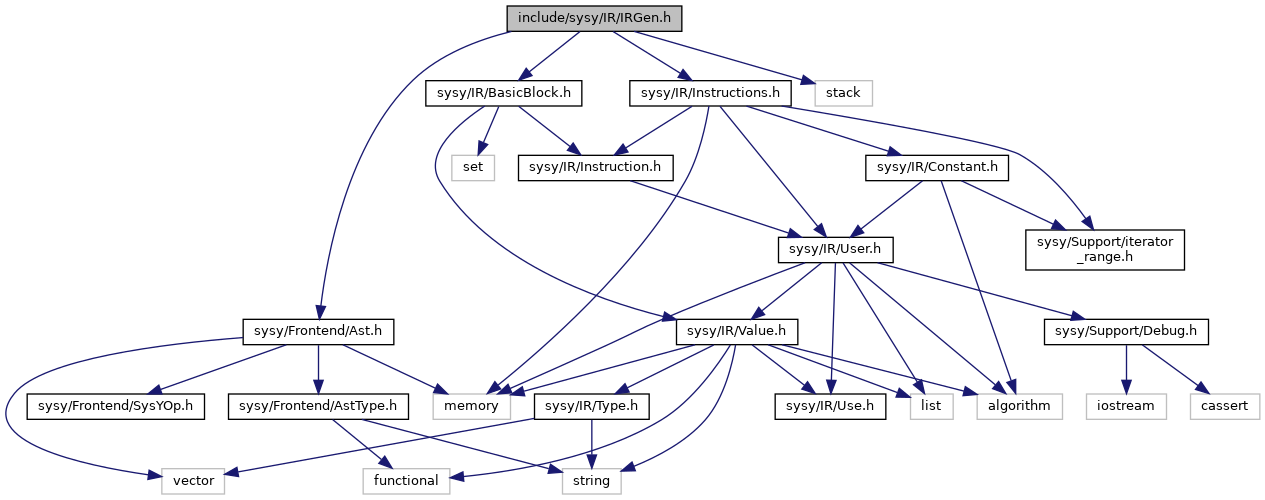 include/sysy/IR/IRGen.h
sysy/IR/BasicBlock.h
sysy/IR/Instructions.h
stack
set
sysy/IR/Instruction.h
sysy/IR/Constant.h
sysy/IR/User.h
sysy/Support/iterator
_range.h
sysy/Frontend/Ast.h
sysy/IR/Value.h
sysy/Support/Debug.h
sysy/Frontend/SysYOp.h
sysy/Frontend/AstType.h
memory
sysy/IR/Type.h
sysy/IR/Use.h
list
algorithm
iostream
cassert
vector
functional
string